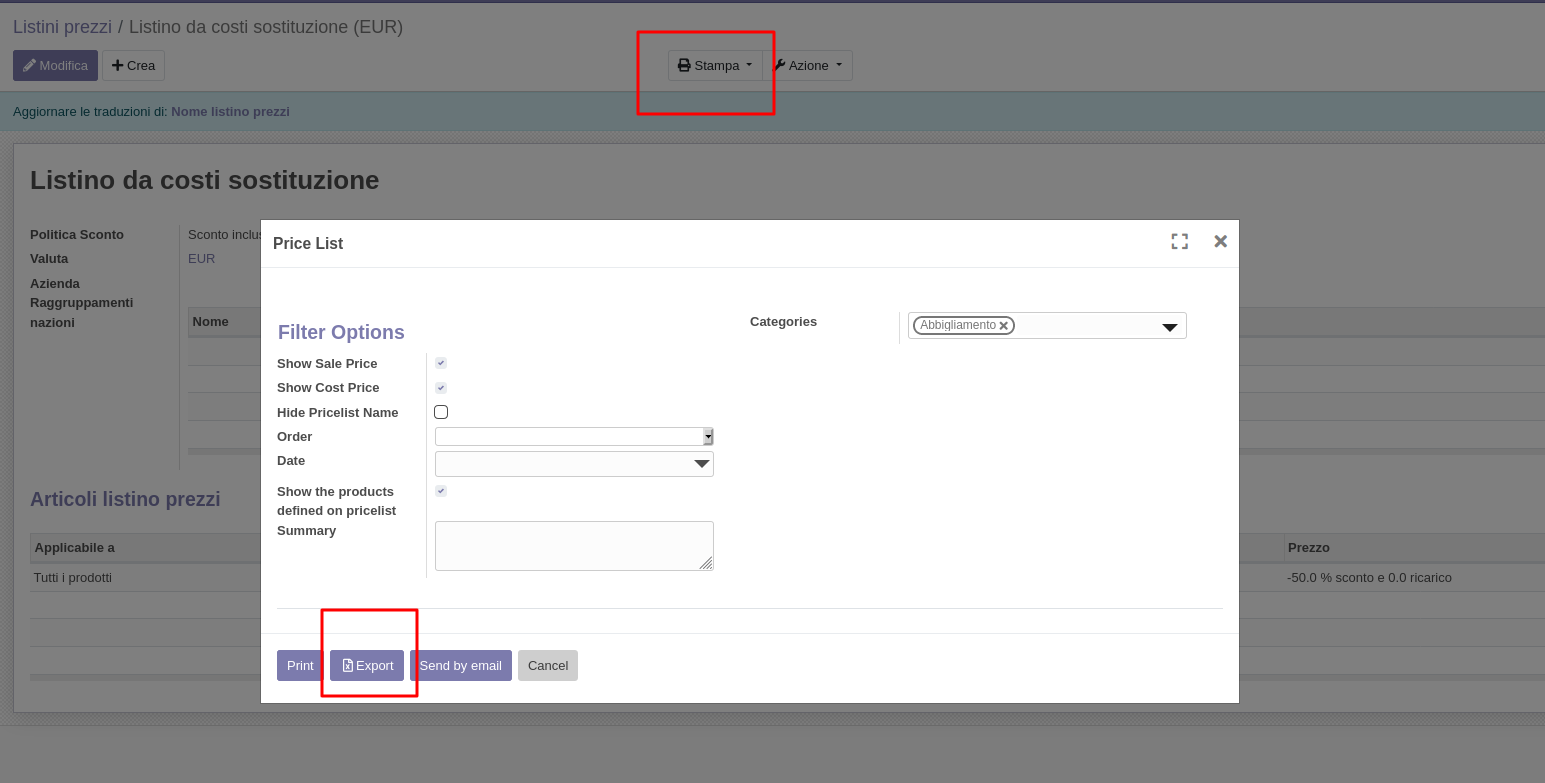 Listini prezzi / Listino da costi sostituzione (EUR)
Modifica Crea Stampa Azione
Aggiornare le traduzioni di: Nome listino prezzi
Listino da costi sostituzione
Politica Sconto Sconto inclus
Valuta EUR
Azienda
Raggruppamenti
nazioni
Nome
Articoli listino prezzi
Applicabile a Prezzo
Tutti i prodotti -50.0 % sconto e 0.0 ricarico
Price List
Filter Options
Categories Abbigliamento
Show Sale Price
Show Cost Price
Hide Pricelist Name
Order
Date
Show the products
defined on pricelist
Summary
Print Export Send by email Cancel